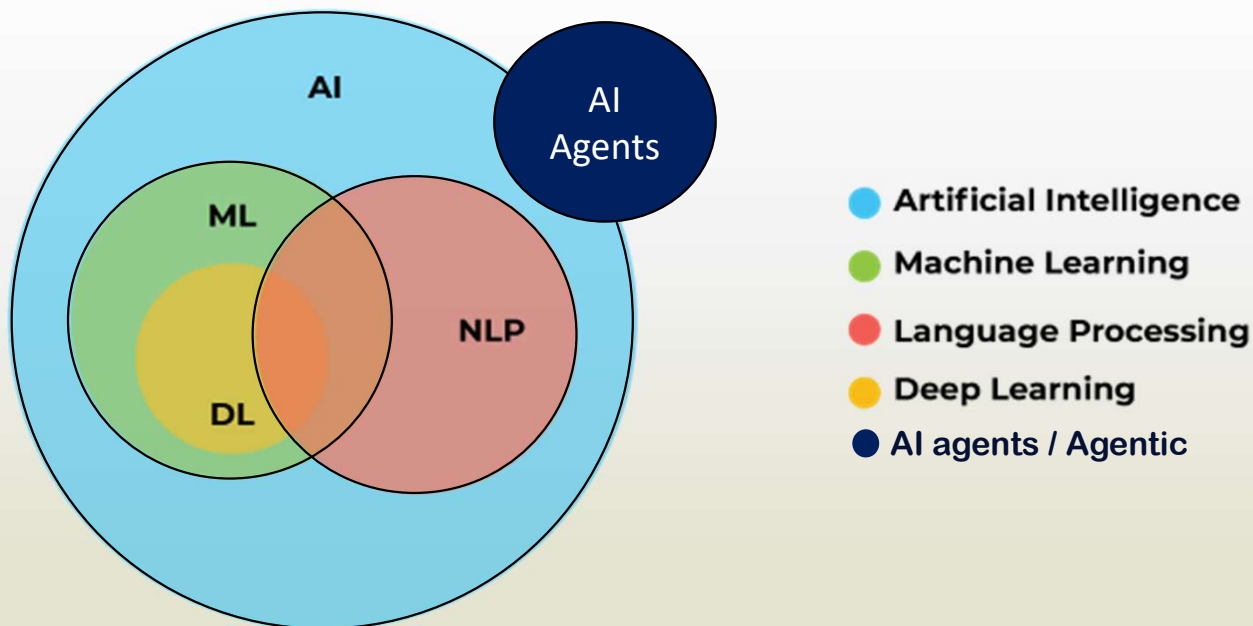 AI
AI
Agents
ML
NLP
DL
Artificial Intelligence
Machine Learning
Language Processing
Deep Learning
AI agents / Agentic